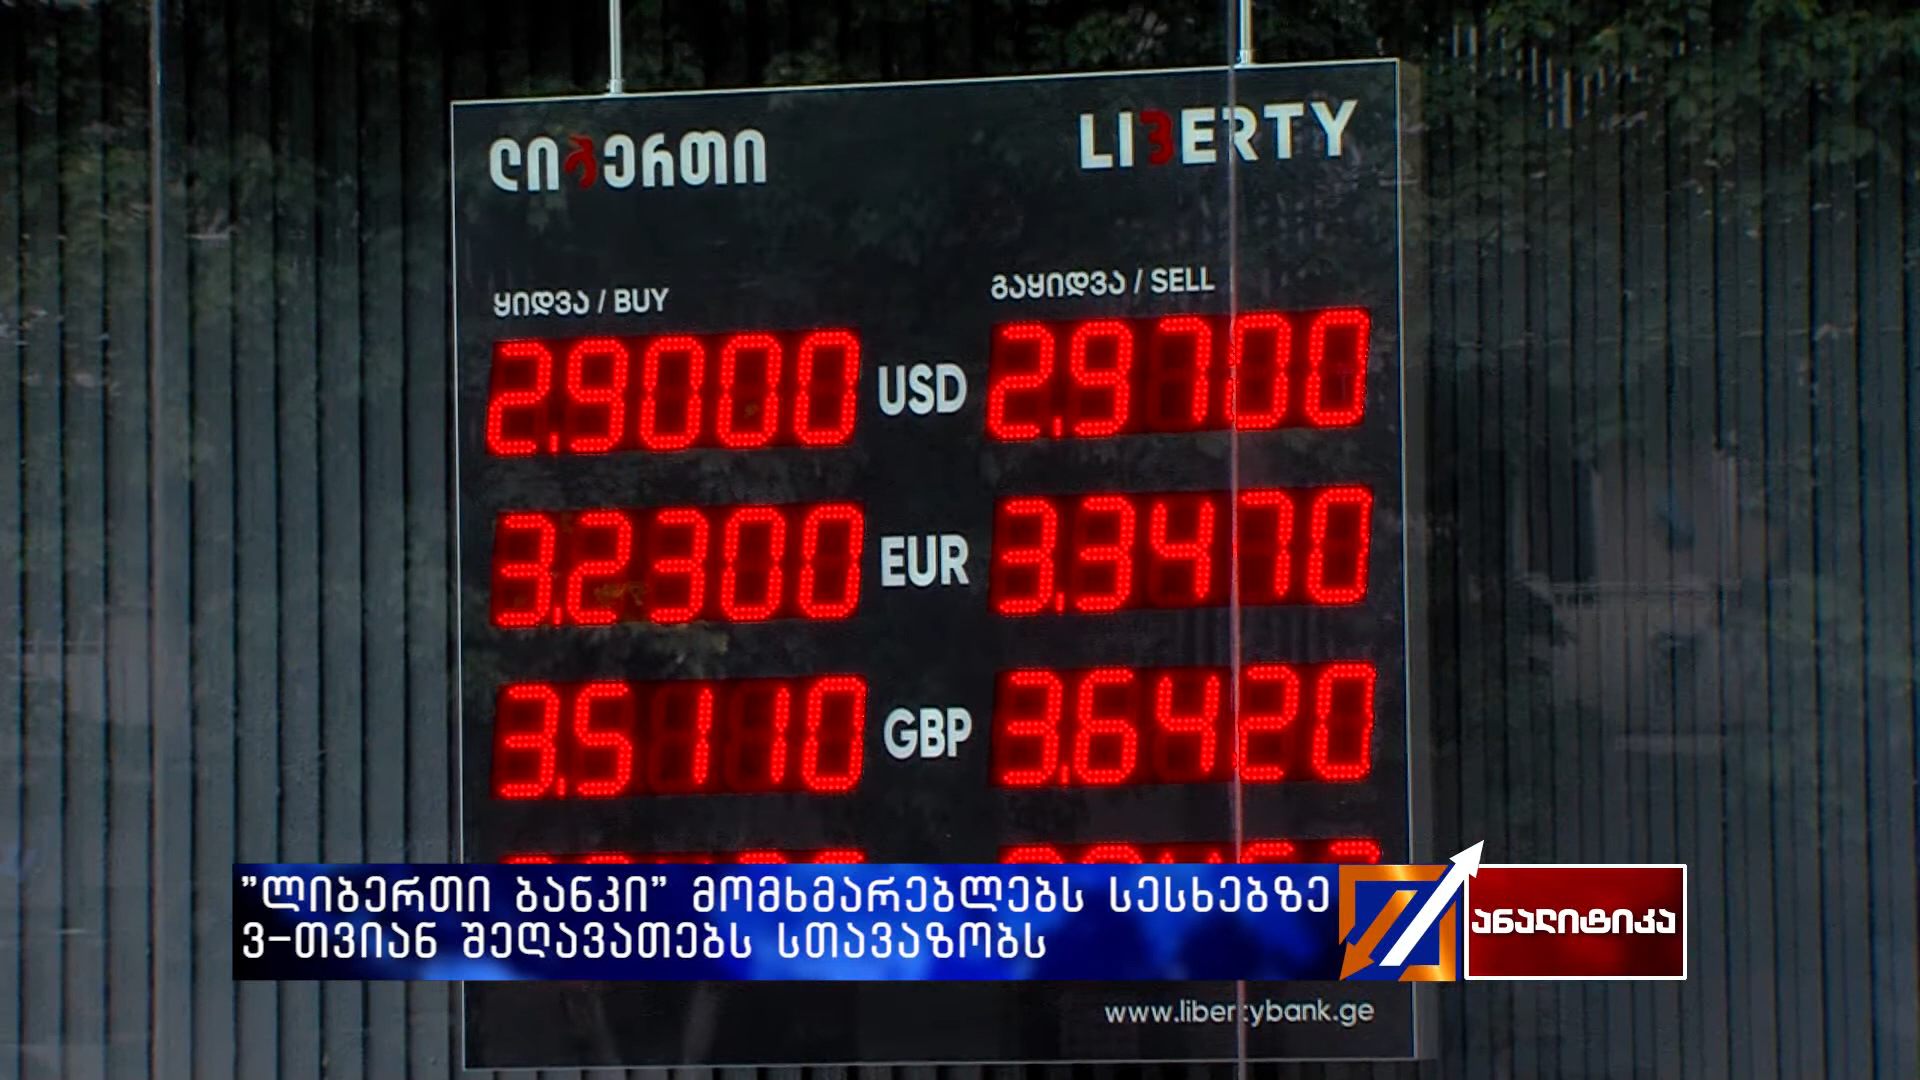 ლიბერთი LIBERTY
ყიდვა / BUY გაყიდვა / SELL
2.9000 USD 2.9700
3.2300 EUR 3.3470
3.5110 GBP 3.6420
"ლიბერთი ბანკი" მომხმარებლებს სესხებზე
3-თვიან შეღავათებს სთავაზობს
ანალიტიკა
www.libertybank.ge